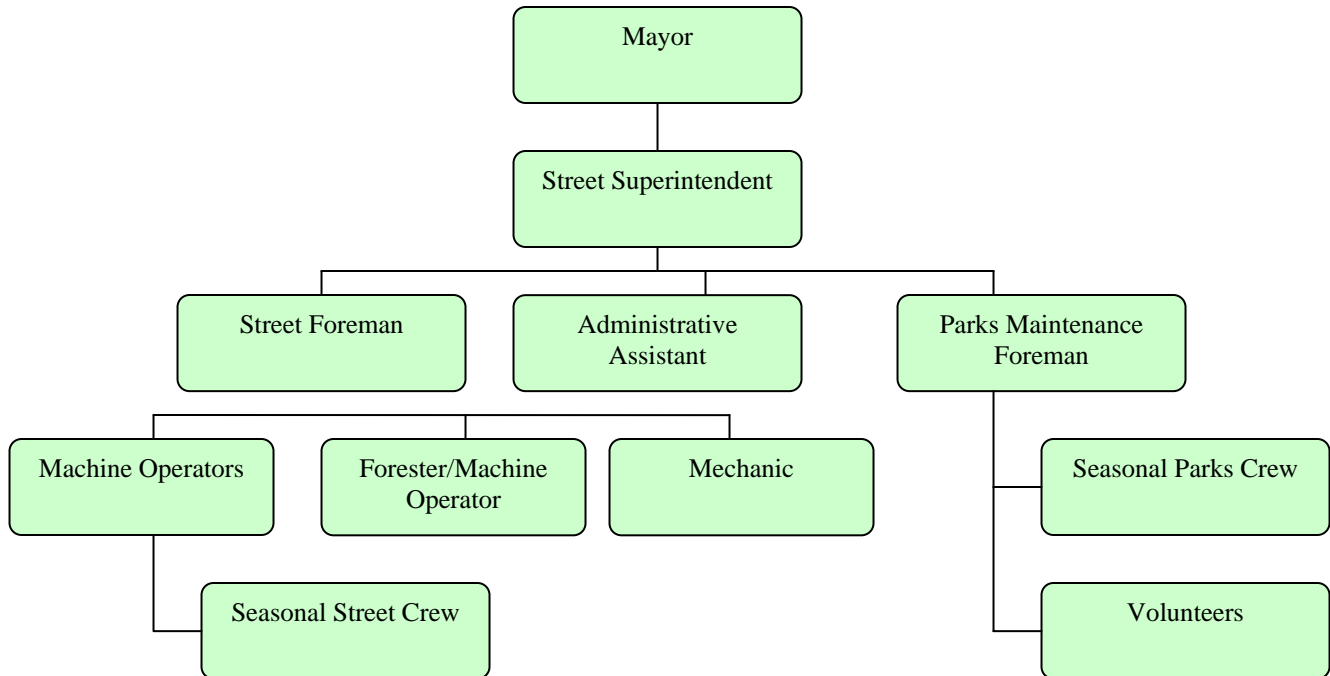 Mayor
Street Superintendent
Street Foreman
Administrative
Assistant
Parks Maintenance
Foreman
Machine Operators
Forester/Machine
Operator
Mechanic
Seasonal Parks Crew
Seasonal Street Crew
Volunteers